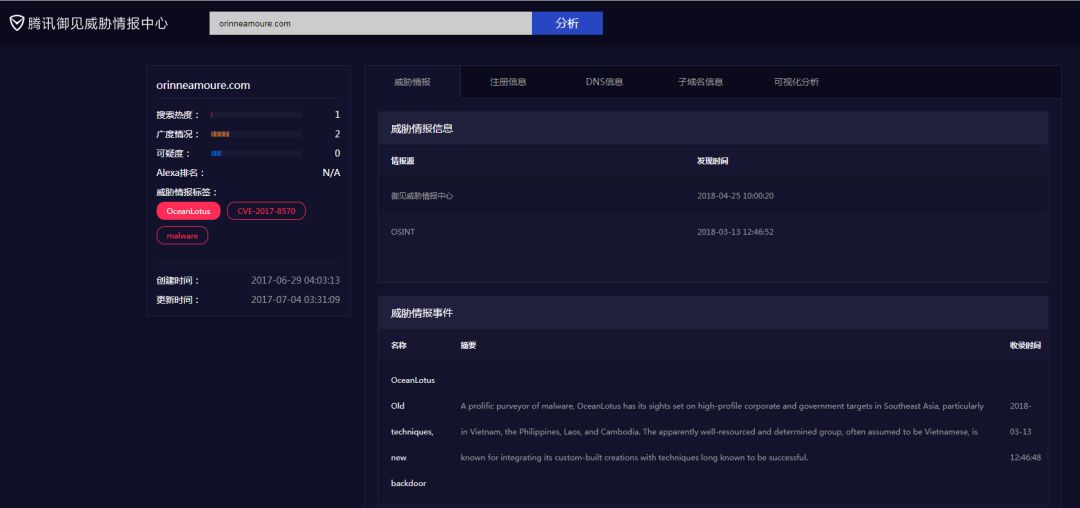 腾讯御见威胁情报中心
orinneamoure.com
分析
orinneamoure.com
搜索热度： 1
广度情况： 2
可疑度： 0
Alexa排名： N/A
威胁情报标签：
OceanLotus CVE-2017-8570
malware
创建时间： 2017-06-29 04:03:13
更新时间： 2017-07-04 03:31:09
威胁情报 注册信息 DNS信息 子域名信息 可视化分析
威胁情报信息
情报源 发现时间
御见威胁情报中心 2018-04-25 10:00:20
OSINT 2018-03-13 12:46:52
威胁情报事件
名称 摘要 收录时间
OceanLotus
Old A prolific purveyor of malware, OceanLotus has its sights set on high-profile corporate and government targets in Southeast Asia, particularly 2018-
techniques, in Vietnam, the Philippines, Laos, and Cambodia. The apparently well-resourced and determined group, often assumed to be Vietnamese, is 03-13
new known for integrating its custom-built creations with techniques long known to be successful. 12:46:48
backdoor